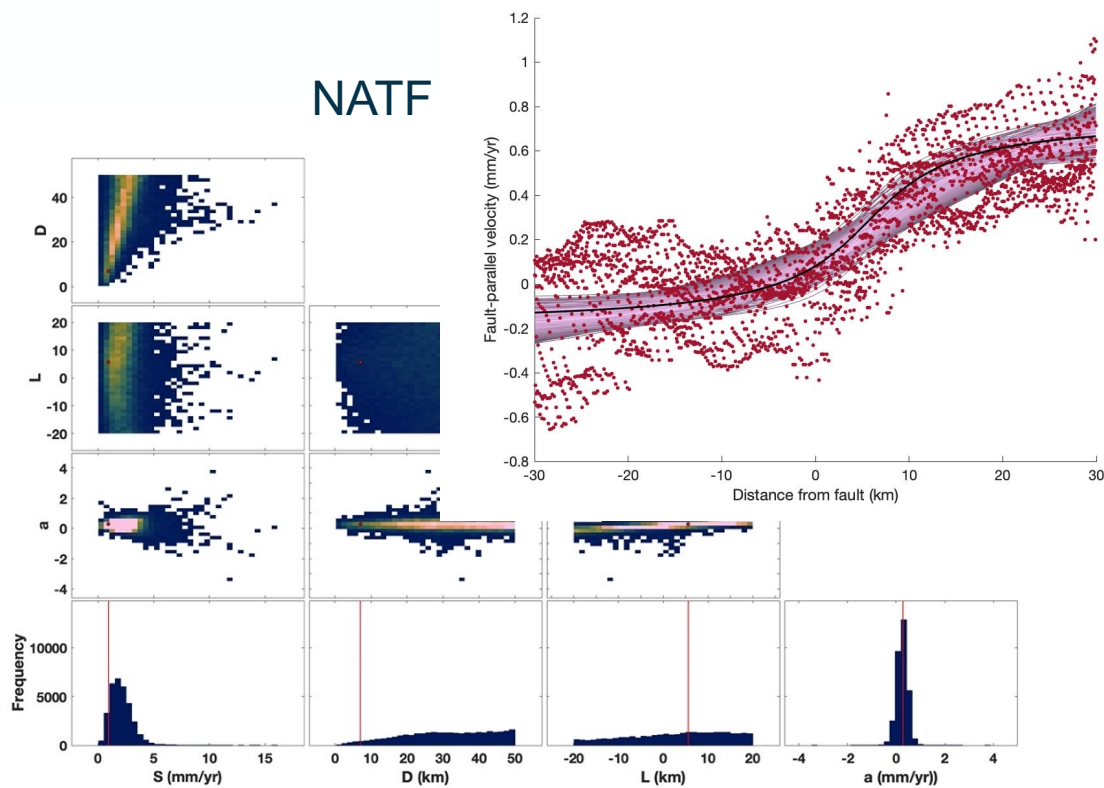 NATF
1.2
1
0.8
0.6
0.4
0.2
0
-0.2
-0.4
-0.6
-0.8
Fault-parallel velocity (mm/yr)
-30
-20
-10
0
10
20
30
Distance from fault (km)
D
40
20
0
L
20
10
0
-10
-20
a
4
2
0
-2
-4
Frequency
10000
5000
0
0 5 10 15
S (mm/yr)
0 10 20 30 40 50
D (km)
-20 -10 0 10 20
L (km)
-4 -2 0 2 4
a (mm/yr))